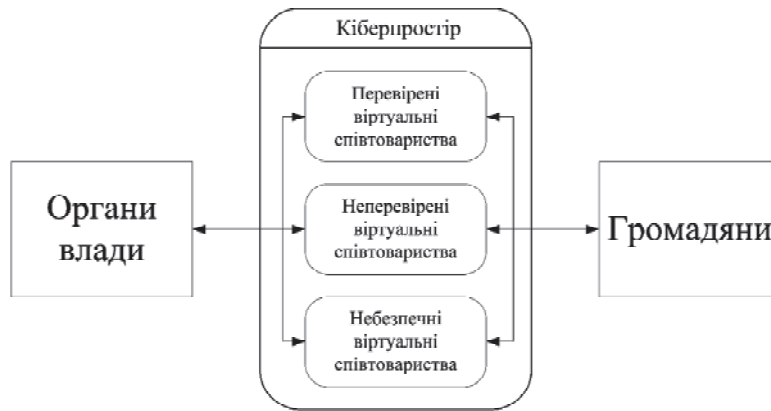 Кіберпростір
Перевірені
віртуальні
співтовариства
Органи
влади
Неперевірені
віртуальні
співтовариства
Громадяни
Небезпечні
віртуальні
співтовариства